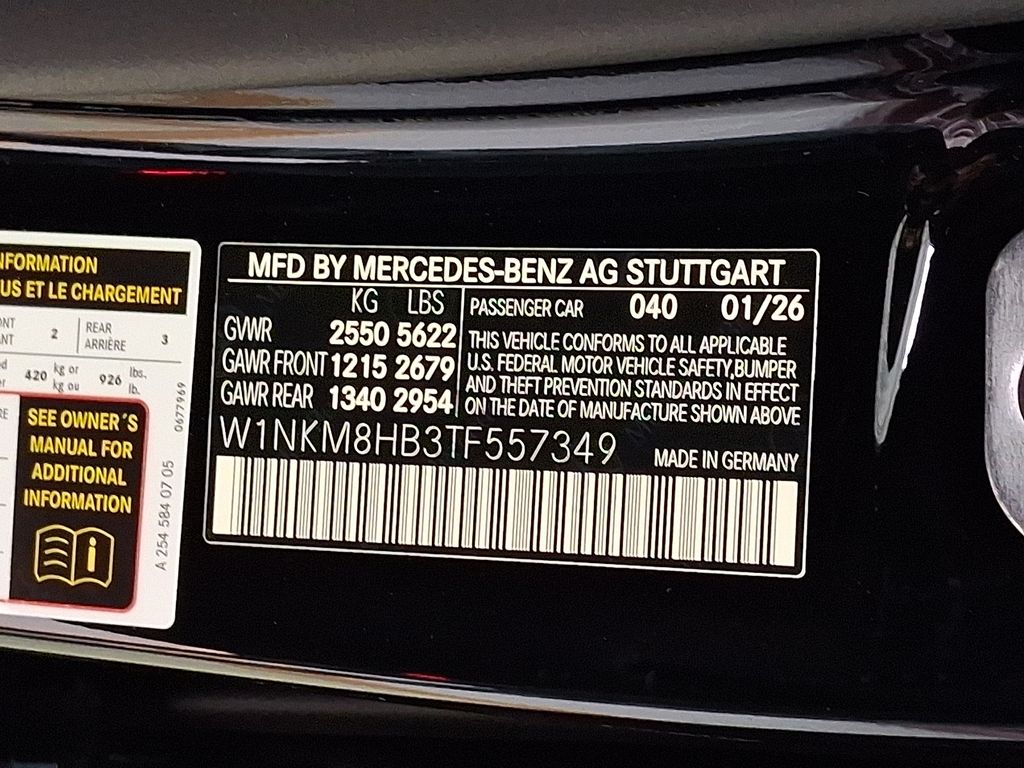 NFORMATION
US ET LE CHARGEMENT
ONT
ANT
2
REAR
ARRIÈRE
3
420
kg or
kg ou
926
lbs.
lb.
0677969
SEE OWNER´S
MANUAL FOR
ADDITIONAL
INFORMATION
A 254 584 07 05
MFD BY MERCEDES-BENZ AG STUTTGART
KG LBS
GVWR 2550 5622
GAWR FRONT 1215 2679
GAWR REAR 1340 2954
PASSENGER CAR 040 01/26
THIS VEHICLE CONFORMS TO ALL APPLICABLE
U.S. FEDERAL MOTOR VEHICLE SAFETY,BUMPER
AND THEFT PREVENTION STANDARDS IN EFFECT
ON THE DATE OF MANUFACTURE SHOWN ABOVE
W1NKM8HB3TF557349
MADE IN GERMANY